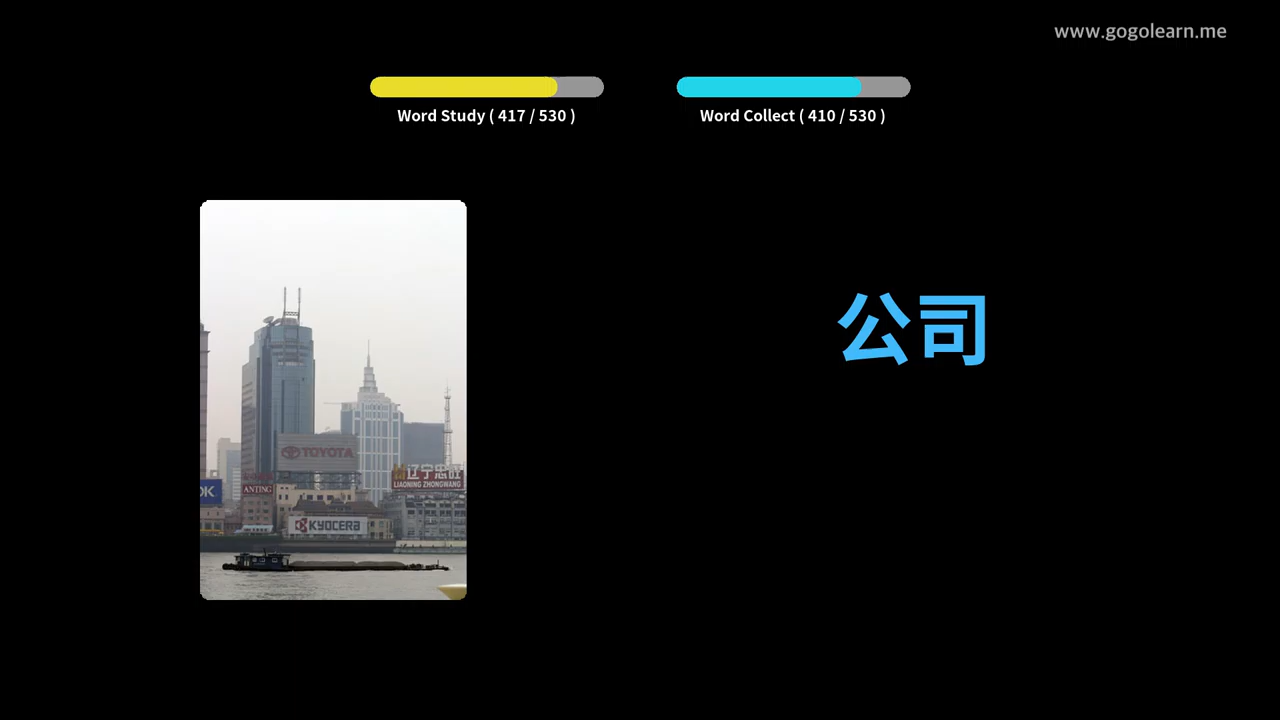 www.gogolearn.me
Word Study ( 417 / 530 )
Word Collect ( 410 / 530 )
公司
TOYOTA
辽宁忠旺
LIAONING ZHONGWANG
OK
ANTING
KYOCERA